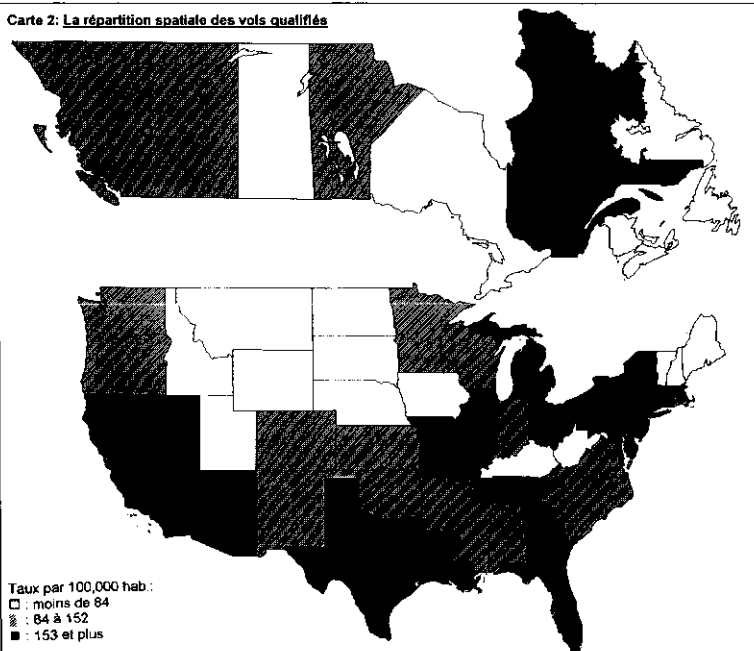 Carte 2: La répartition spatiale des vols qualifiés
Taux par 100,000 hab.:
: moins de 84
: 84 à 152
: 153 et plus